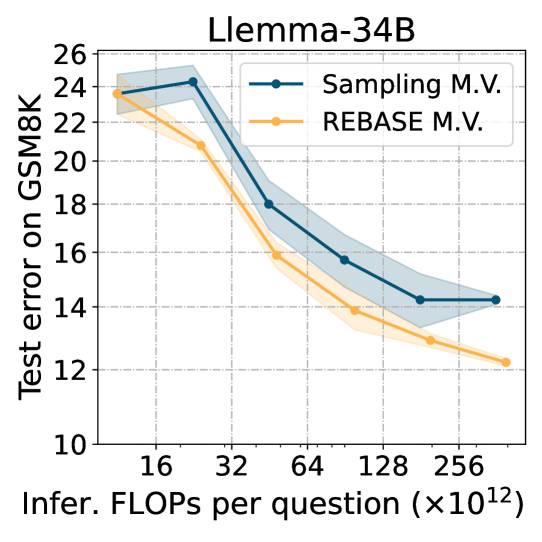 Llemma-34B
Test error on GSM8K
26
24
22
20
18
16
14
12
10
Sampling M.V.
REBASE M.V.
16 32 64 128 256
Infer. FLOPs per question (×10¹²)